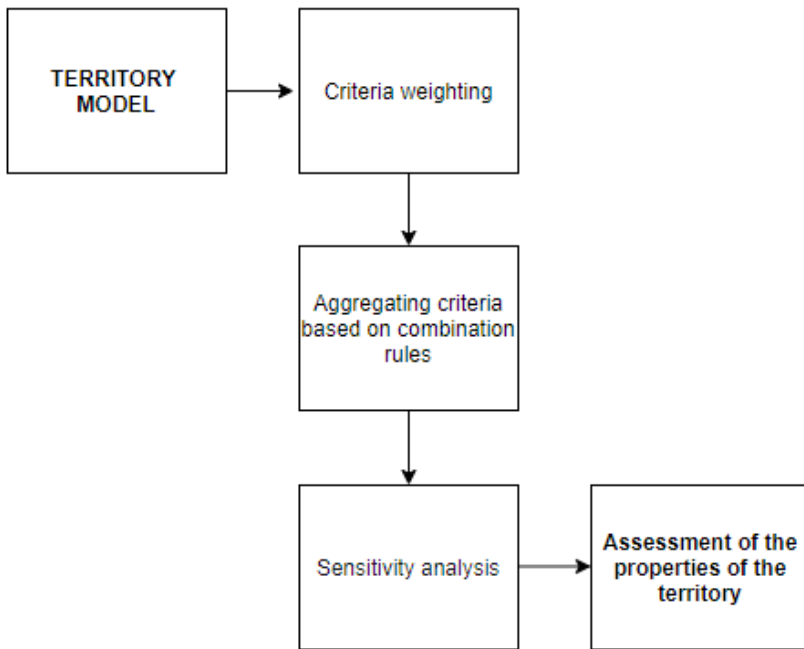 TERRITORY
MODEL
Criteria weighting
Aggregating criteria
based on combination
rules
Sensitivity analysis
Assessment of the
properties of the
territory